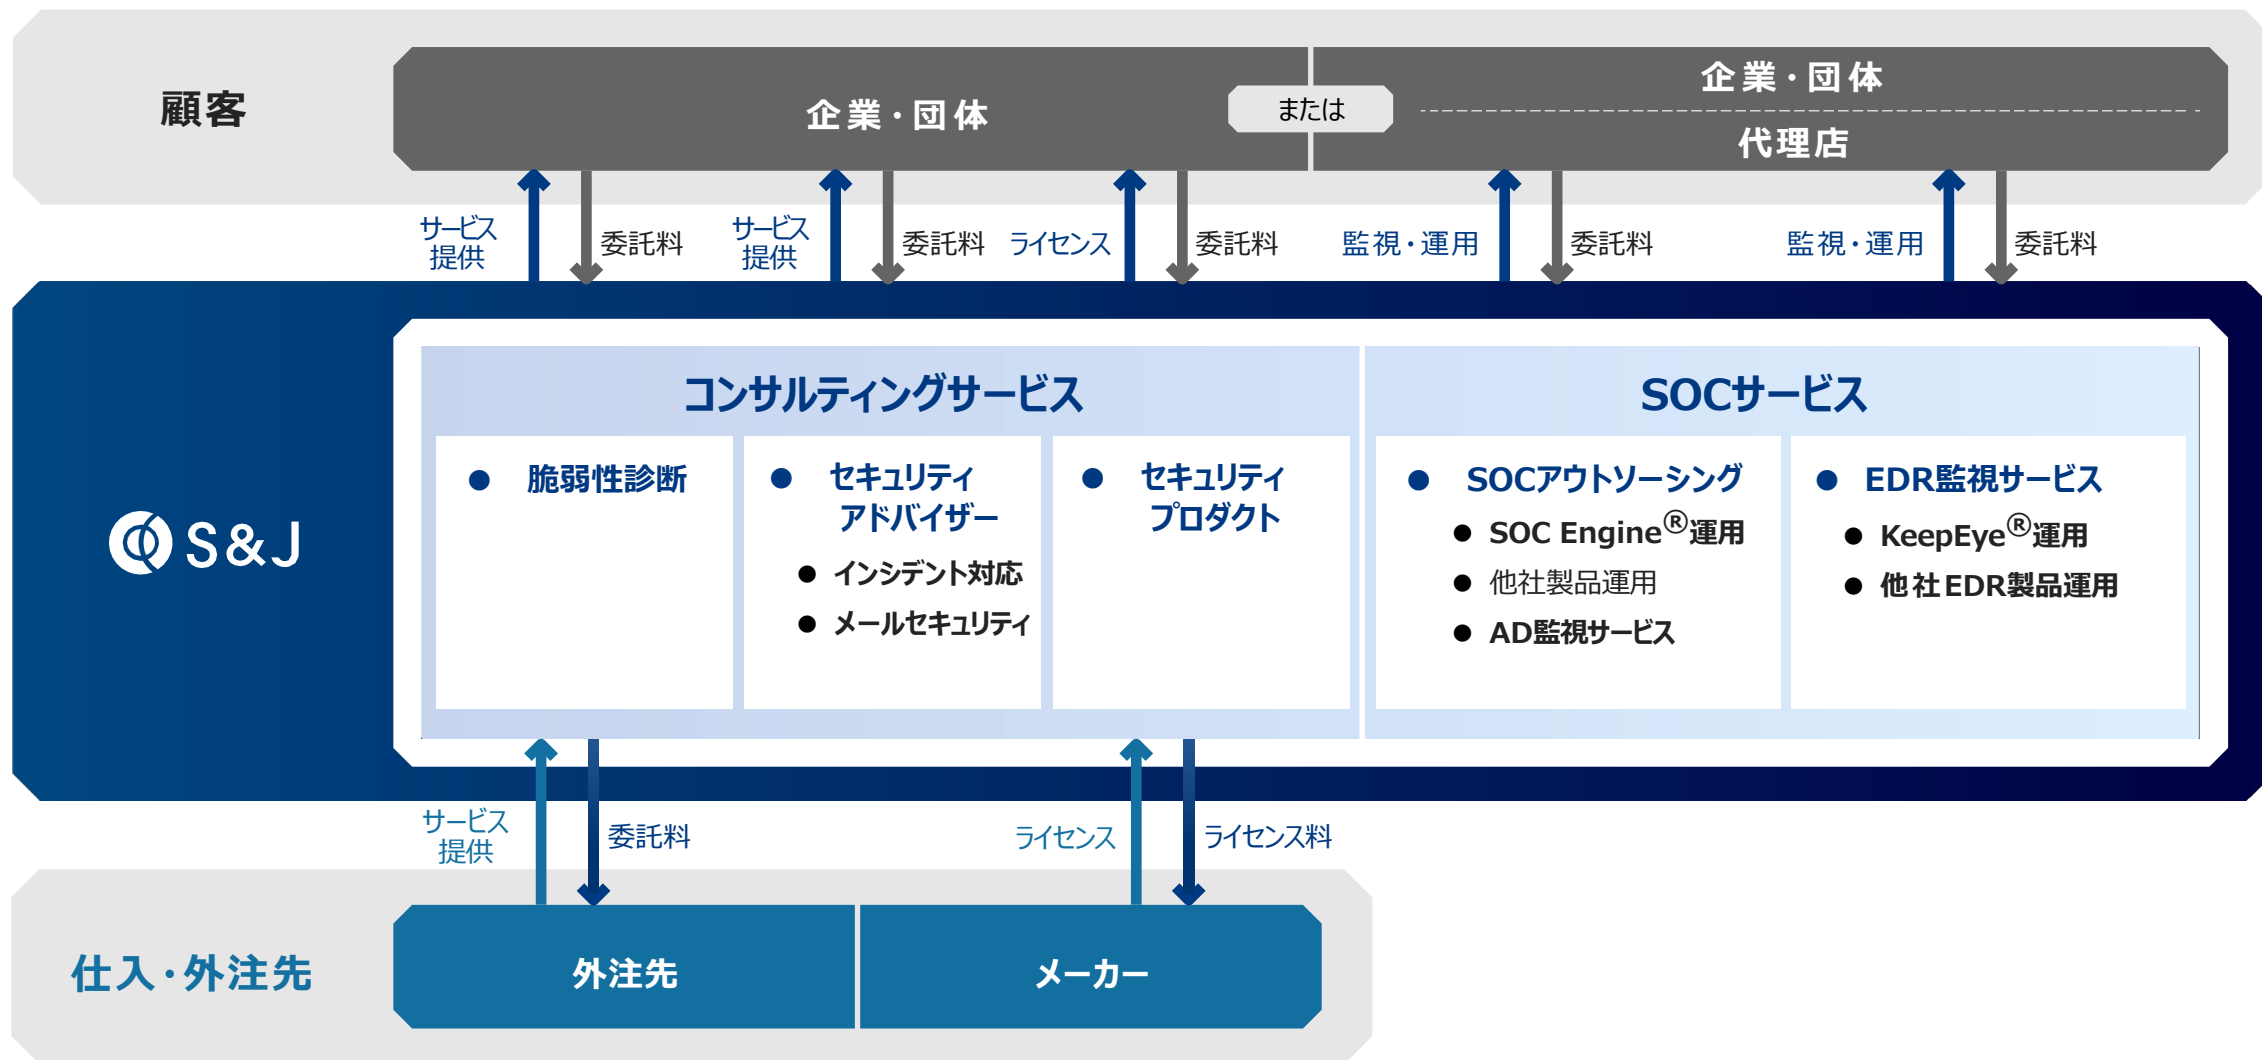 顧客
企業・団体
または
企業・団体
代理店
サービス
提供
委託料
サービス
提供
委託料
ライセンス
委託料
監視・運用
委託料
監視・運用
委託料
S&J
コンサルティングサービス
SOCサービス
● 脆弱性診断
● セキュリティ
アドバイザー
● インシデント対応
● メールセキュリティ
● セキュリティ
プロダクト
● SOCアウトソーシング
● SOC Engine®運用
● 他社製品運用
● AD監視サービス
● EDR監視サービス
● KeepEye®運用
● 他社EDR製品運用
サービス
提供
委託料
ライセンス
ライセンス料
仕入・外注先
外注先
メーカー